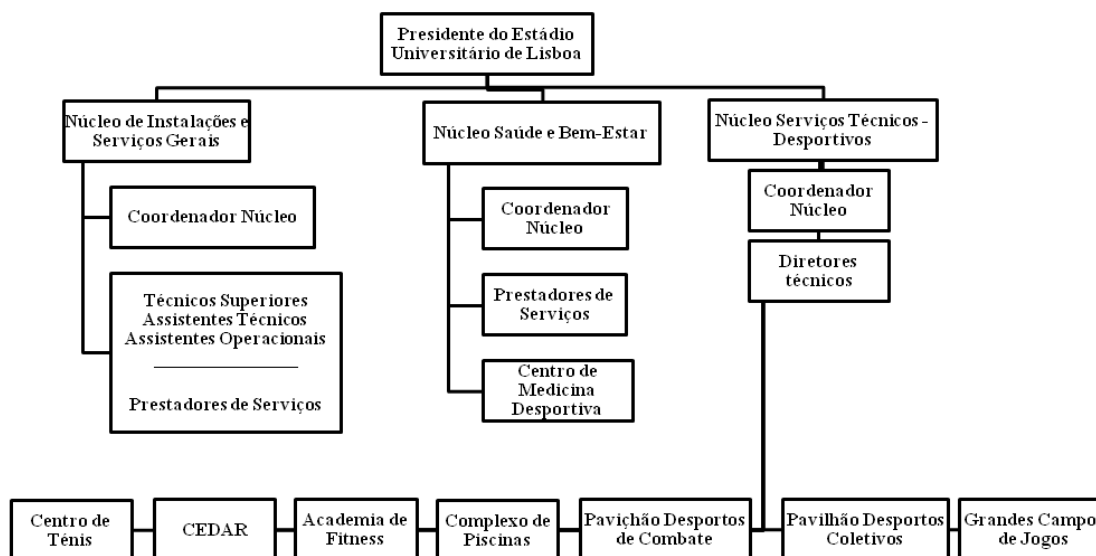 Presidente do Estádio
Universitário de Lisboa
Núcleo de Instalações e
Serviços Gerais
Núcleo Saúde e Bem-Estar
Núcleo Serviços Técnicos -
Desportivos
Coordenador Núcleo
Coordenador
Núcleo
Coordenador
Núcleo
Técnicos Superiores
Assistentes Técnicos
Assistentes Operacionais
Prestadores de Serviços
Prestadores de
Serviços
Diretores
técnicos
Centro de
Medicina
Desportiva
Centro de
Ténis
CEDAR
Academia de
Fitness
Complexo de
Piscinas
Pavição Desportos
de Combate
Pavilhão Desportos
Coletivos
Grandes Campo
de Jogos